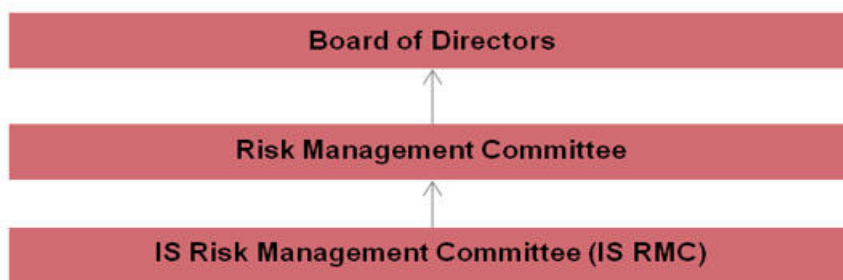 Board of Directors
Risk Management Committee
IS Risk Management Committee (IS RMC)